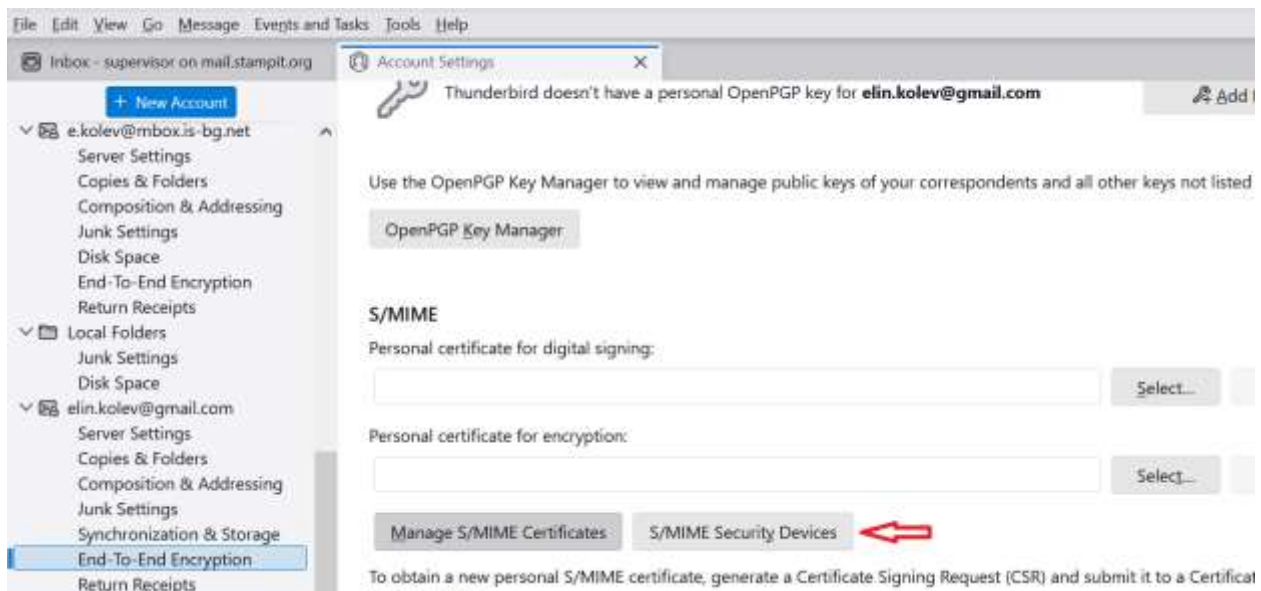 File Edit View Go Message Events and Tasks Tools Help
Inbox - supervisor on mail.stampit.org
Account Settings
+ New Account
e.kolev@mbox.is-bg.net
Server Settings
Copies & Folders
Composition & Addressing
Junk Settings
Disk Space
End-To-End Encryption
Return Receipts
Local Folders
Junk Settings
Disk Space
elin.kolev@gmail.com
Server Settings
Copies & Folders
Composition & Addressing
Junk Settings
Synchronization & Storage
End-To-End Encryption
Return Receipts
Thunderbird doesn't have a personal OpenPGP key for elin.kolev@gmail.com
Add
Use the OpenPGP Key Manager to view and manage public keys of your correspondents and all other keys not listed
OpenPGP Key Manager
S/MIME
Personal certificate for digital signing:
Select...
Personal certificate for encryption:
Select...
Manage S/MIME Certificates
S/MIME Security Devices
To obtain a new personal S/MIME certificate, generate a Certificate Signing Request (CSR) and submit it to a Certificat